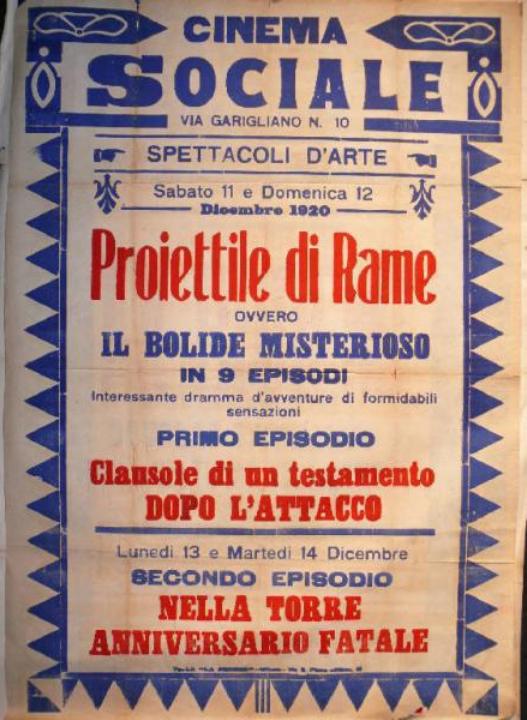 CINEMA
SOCIALE
VIA GARIGLIANO N. 10
SPETTACOLI D'ARTE
Sabato 11 e Domenica 12
Dicembre 1920
Proiettile di Rame
OVVERO
IL BOLIDE MISTERIOSO
IN 9 EPISODI
Interessante dramma d'avventure di formidabili
sensazioni
PRIMO EPISODIO
Clausole di un testamento
DOPO L'ATTACCO
Lunedì 13 e Martedì 14 Dicembre
SECONDO EPISODIO
NELLA TORRE
ANNIVERSARIO FATALE